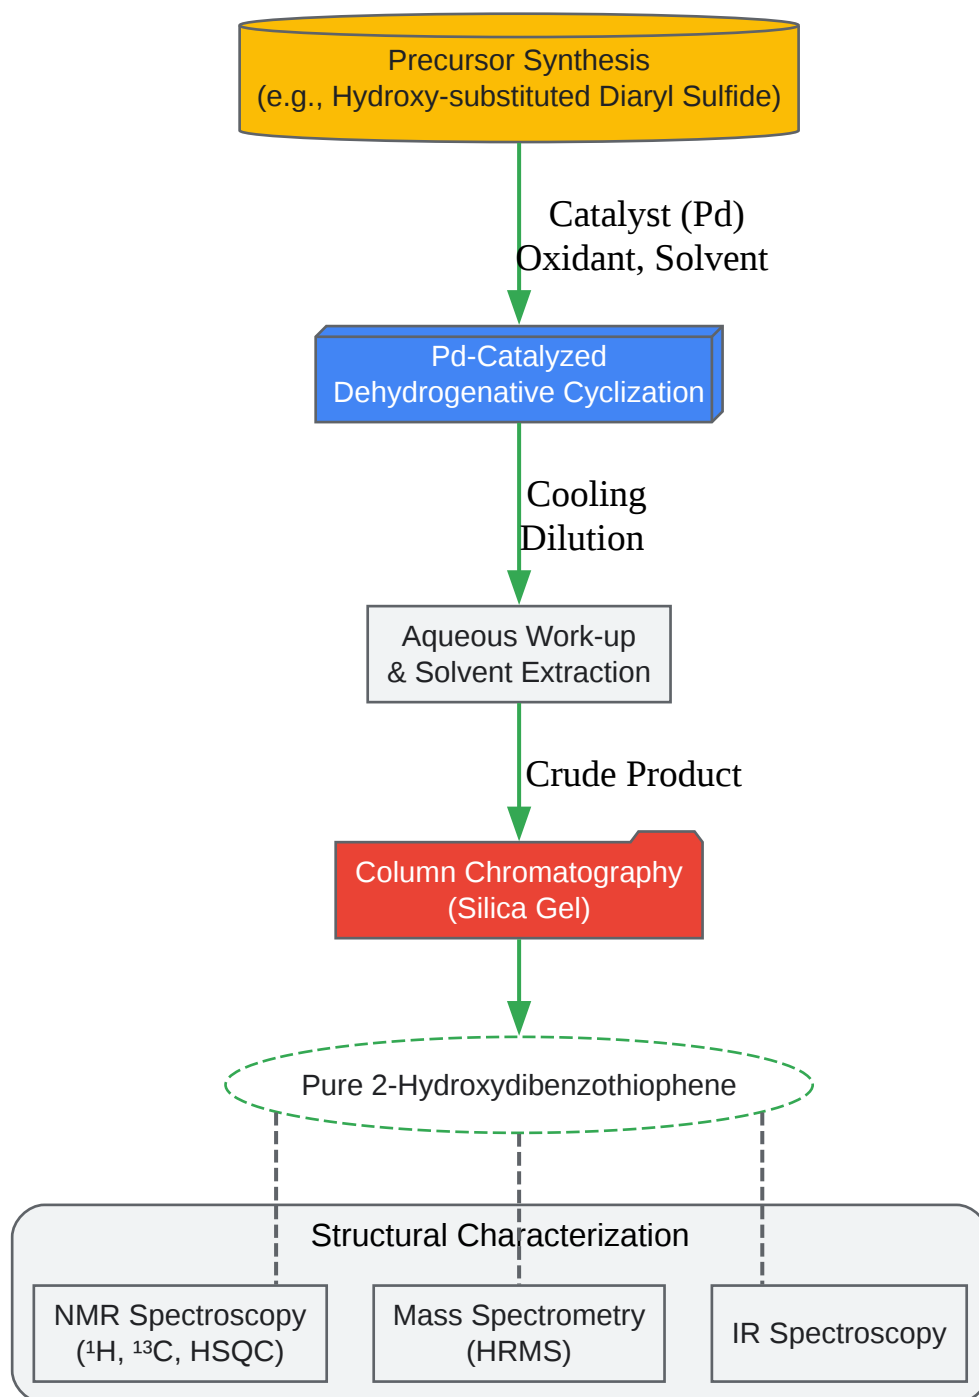 Precursor Synthesis
(e.g., Hydroxy-substituted Diaryl Sulfide)
Catalyst (Pd)
Oxidant, Solvent
Pd-Catalyzed
Dehydrogenative Cyclization
Cooling
Dilution
Aqueous Work-up
& Solvent Extraction
Crude Product
Column Chromatography
(Silica Gel)
Pure 2-Hydroxydibenzothiophene
Structural Characterization
NMR Spectroscopy
(¹H, ¹³C, HSQC)
Mass Spectrometry
(HRMS)
IR Spectroscopy